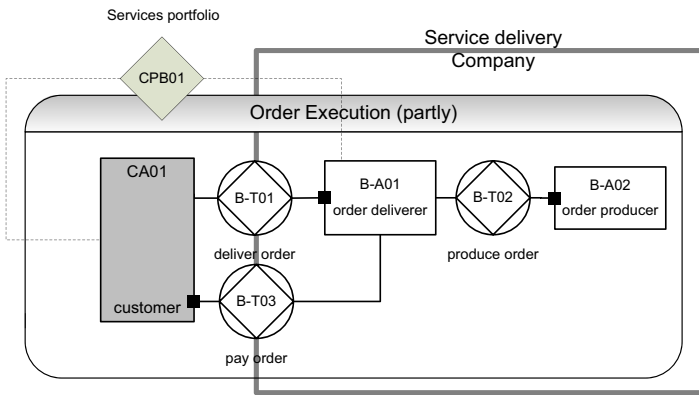 Services portfolio
CPB01
Service delivery
Company
Order Execution (partly)
CA01
customer
B-T01
deliver order
B-A01
order deliverer
B-T02
produce order
B-A02
order producer
B-T03
pay order